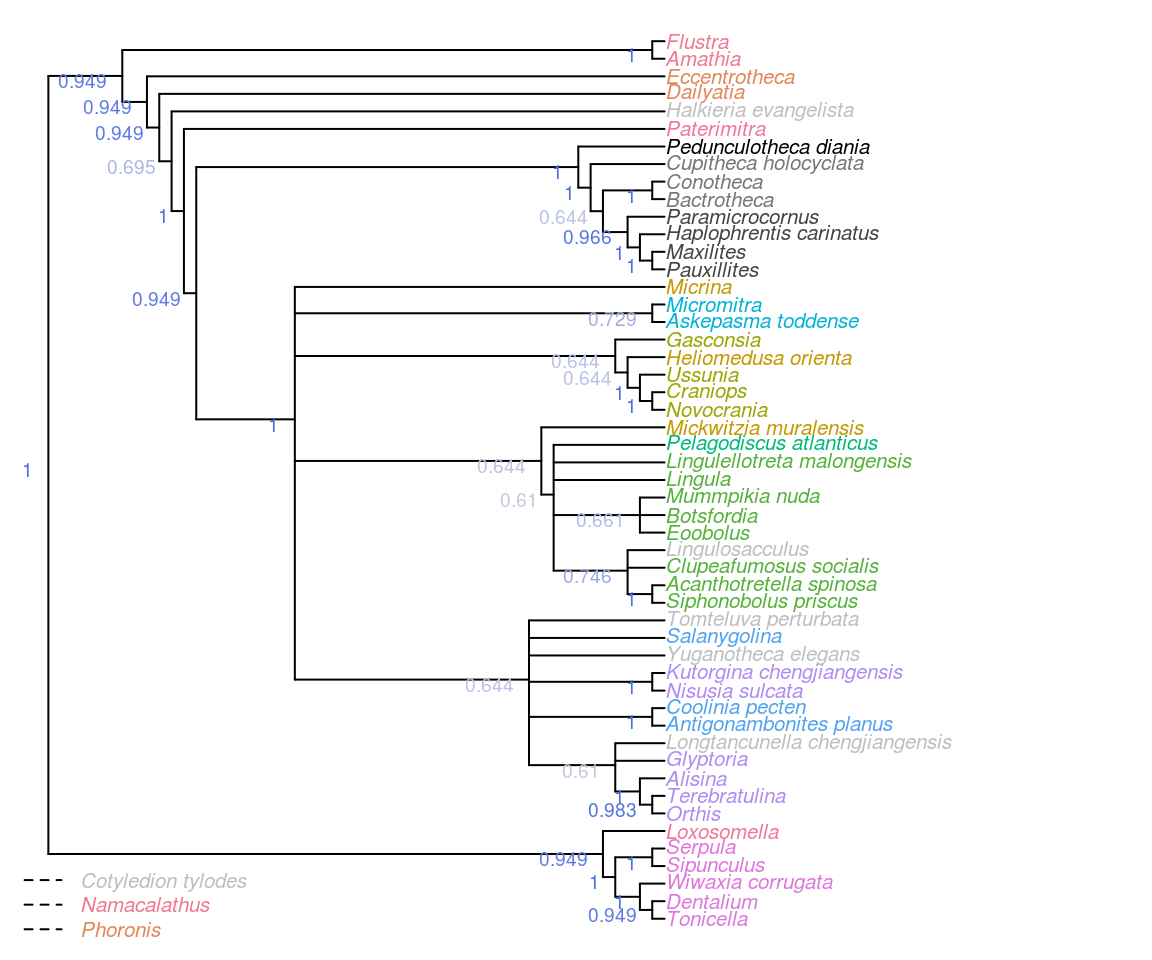 Flustra
1
Amathia
Eccentrotheca
0.949
Dailyatia
0.949
Halkieria evangelista
0.949
Paterimitra
Pedunculotheca diania
Cupitheca holocyclata
0.695
1
Conotheca
1
1
Bactrotheca
1
0.644
Paramicrocornus
Haplophrentis carinatus
0.966
Maxilites
1
1
Pauxillites
Micrina
0.949
Micromitra
0.729
Askepasma toddense
Gasconsia
Heliomedusa orienta
0.644
Ussunia
0.644
Craniops
1
1
Novocrania
1
Mickwitzia muralensis
Pelagodiscus atlanticus
Lingulellotreta malongensis
0.644
1
Lingula
Mummpikia nuda
0.61
Botsfordia
0.661
Eoobolus
Lingulosacculus
Clupeafumosus socialis
0.746
Acanthotretella spinosa
1
Siphonobolus priscus
Tomteluva perturbata
Salanygolina
Yuganotheca elegans
Kutorgina chengjiangensis
0.644
1
Nisusia sulcata
Coolinia pecten
1
Antigonambonites planus
Longtancunella chengjiangensis
Glyptoria
0.61
Alisina
1
Terebratulina
0.983
Orthis
Loxosomella
Serpula
0.949
1
Sipunculus
1
Wiwaxia corrugata
1
Dentalium
0.949
Tonicella
Cotyledion tylodes
Namacalathus
Phoronis